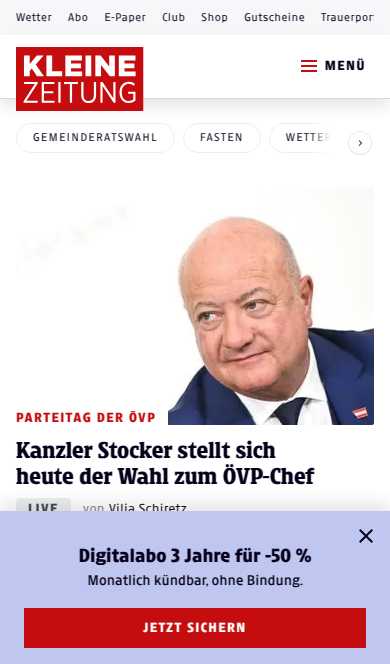 Wetter Abo E-Paper Club Shop Gutscheine Trauerpor
KLEINE
ZEITUNG
MENÜ
GEMEINDERATSWAHL FASTEN WETTER
PARTEITAG DER ÖVP
Kanzler Stocker stellt sich
heute der Wahl zum ÖVP-Chef
LIVE von Vilja Schiretz
Digitalabo 3 Jahre für -50 %
Monatlich kündbar, ohne Bindung.
JETZT SICHERN